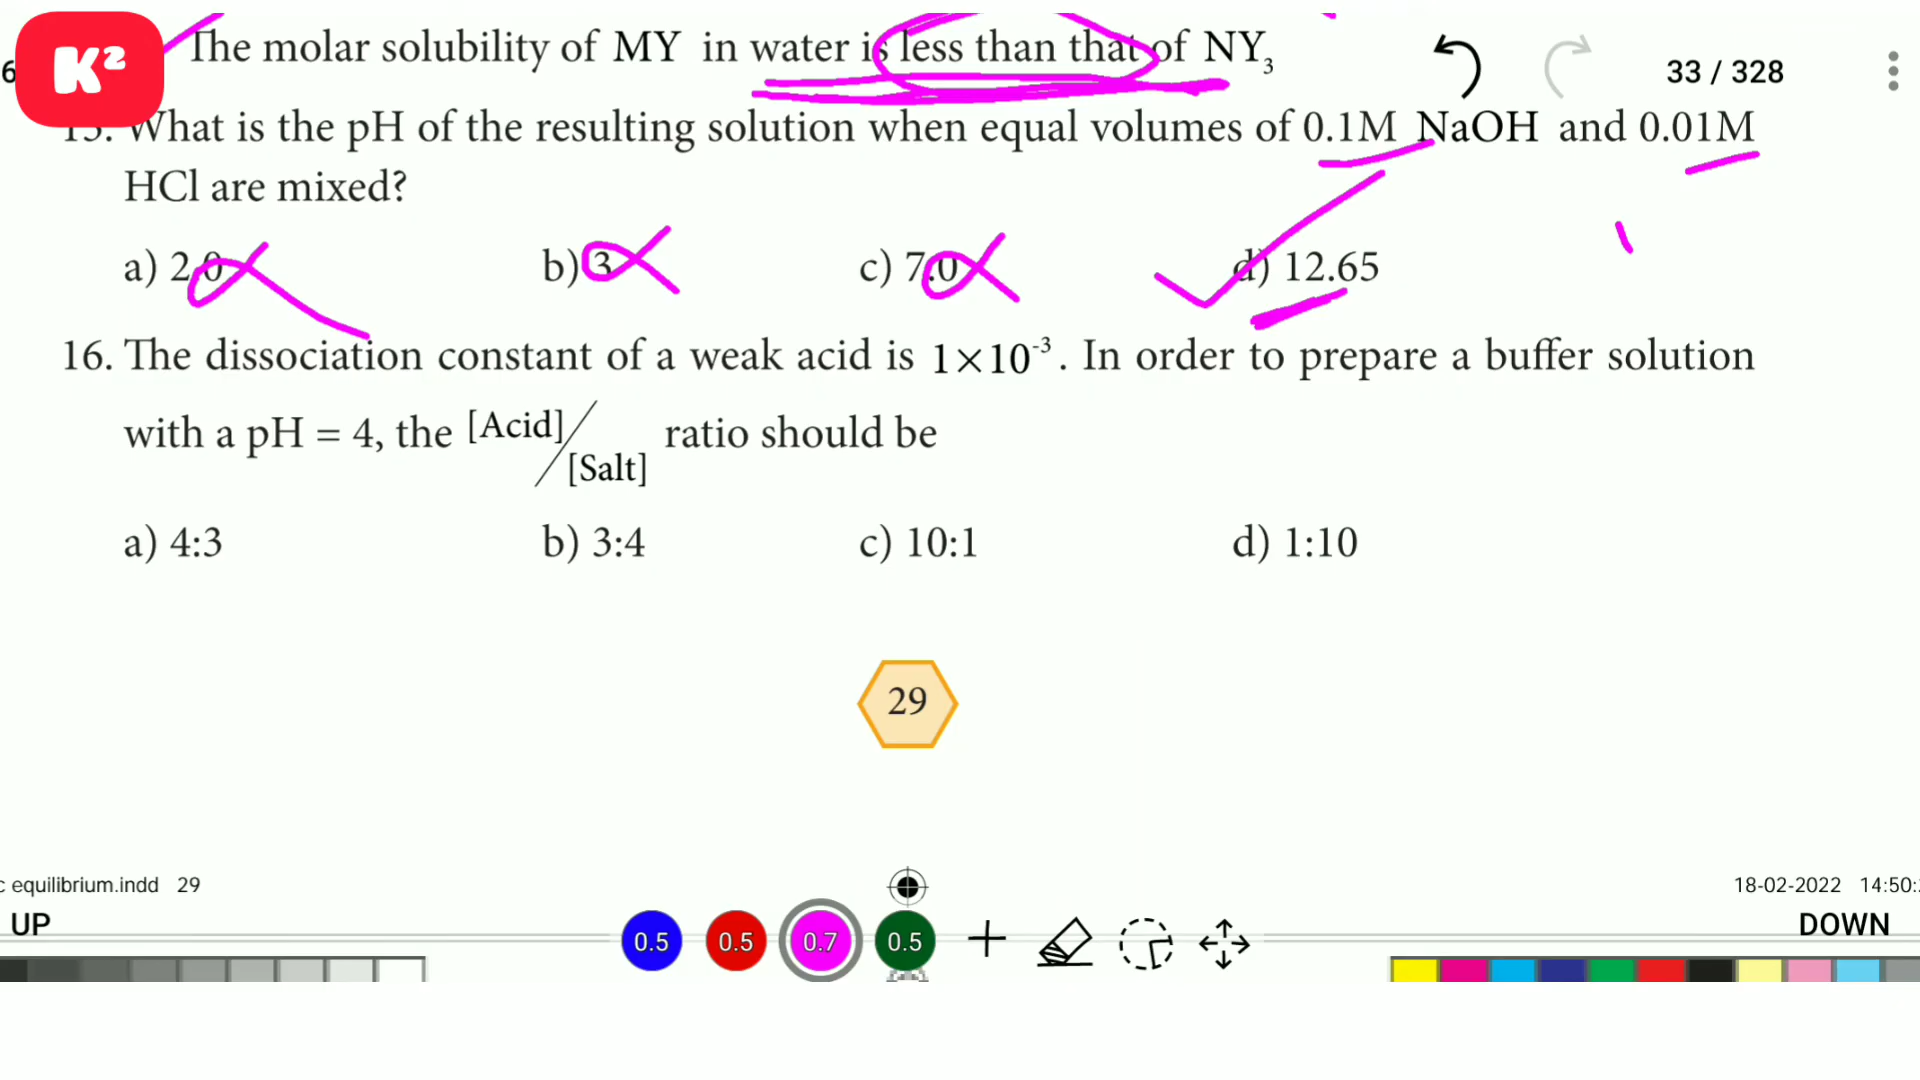 The molar solubility of MY in water is less than that of NY₃
33 / 328
6
K²
15. What is the pH of the resulting solution when equal volumes of 0.1M NaOH and 0.01M
HCl are mixed?
a) 2.0 b) 3 c) 7.0 d) 12.65
16. The dissociation constant of a weak acid is 1×10⁻³. In order to prepare a buffer solution
with a pH = 4, the [Acid]/[Salt] ratio should be
a) 4:3 b) 3:4 c) 10:1 d) 1:10
29
c equilibrium.indd 29
18-02-2022 14:50:
UP
DOWN
0.5 0.5 0.7 0.5